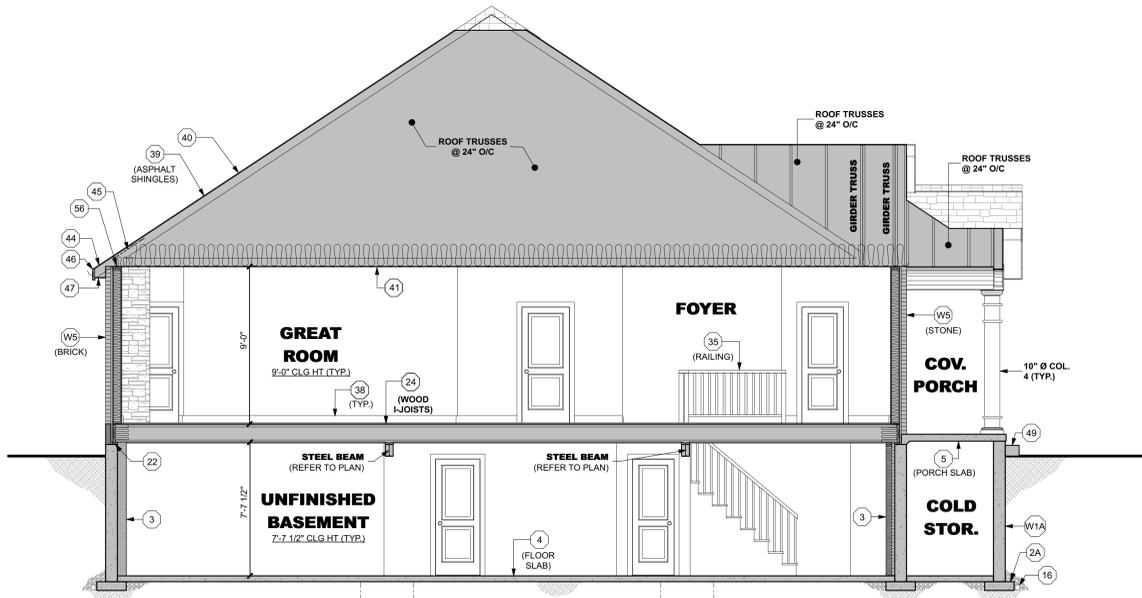 ROOF TRUSSES
@ 24" O/C
40
ROOF TRUSSES
@ 24" O/C
39
(ASPHALT
SHINGLES)
ROOF TRUSSES
@ 24" O/C
45
GIRDER TRUSS
GIRDER TRUSS
56
44
46
47
41
W5
(BRICK)
9'-0"
GREAT
ROOM
9'-0" CLG HT (TYP.)
FOYER
W5
(STONE)
35
(RAILING)
COV.
PORCH
10" Ø COL.
4 (TYP.)
38
(TYP.)
24
(WOOD
I-JOISTS)
49
22
STEEL BEAM
(REFER TO PLAN)
STEEL BEAM
(REFER TO PLAN)
5
(PORCH SLAB)
7'-7 1/2"
UNFINISHED
BASEMENT
7'-7 1/2" CLG HT (TYP.)
3
3
COLD
STOR.
W1A
4
(FLOOR
SLAB)
2A
16